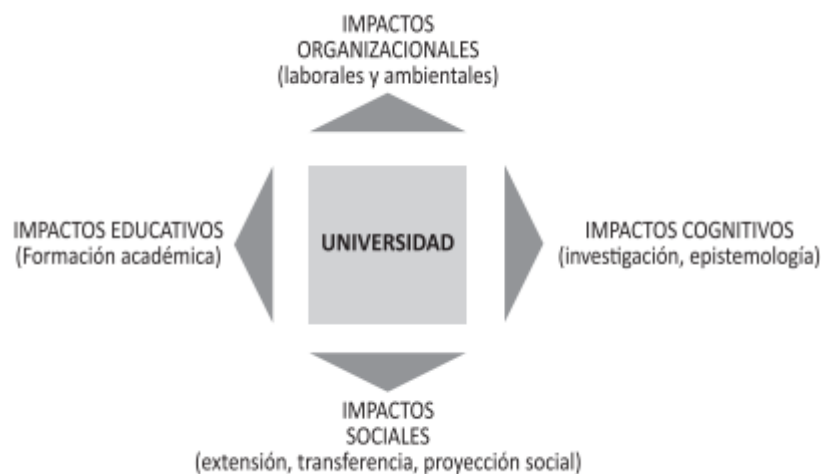 IMPACTOS
ORGANIZACIONALES
(laborales y ambientales)
IMPACTOS EDUCATIVOS
(Formación académica)
UNIVERSIDAD
IMPACTOS COGNITIVOS
(investigación, epistemología)
IMPACTOS
SOCIALES
(extensión, transferencia, proyección social)